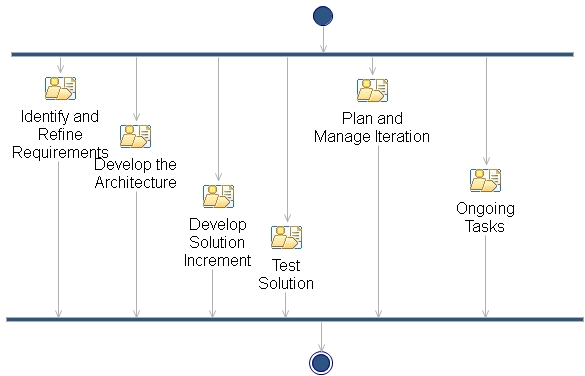 Identify and
Refine
Requirements
Develop the
Architecture
Develop
Solution
Increment
Test
Solution
Plan and
Manage Iteration
Ongoing
Tasks